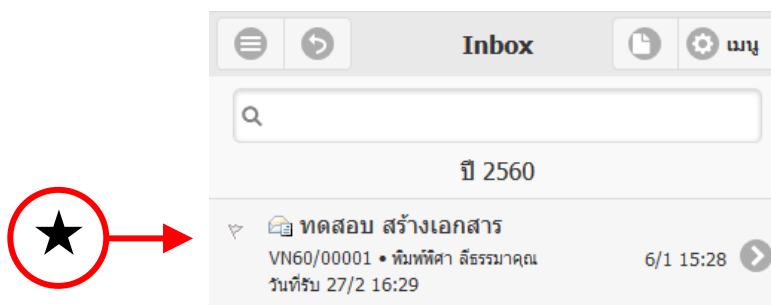 Inbox
เมนู
ปี 2560
ทดสอบ สร้างเอกสาร
VN60/00001 • พิมพ์พิศา ลีธรรมาคุณ
6/1 15:28
วันที่รับ 27/2 16:29